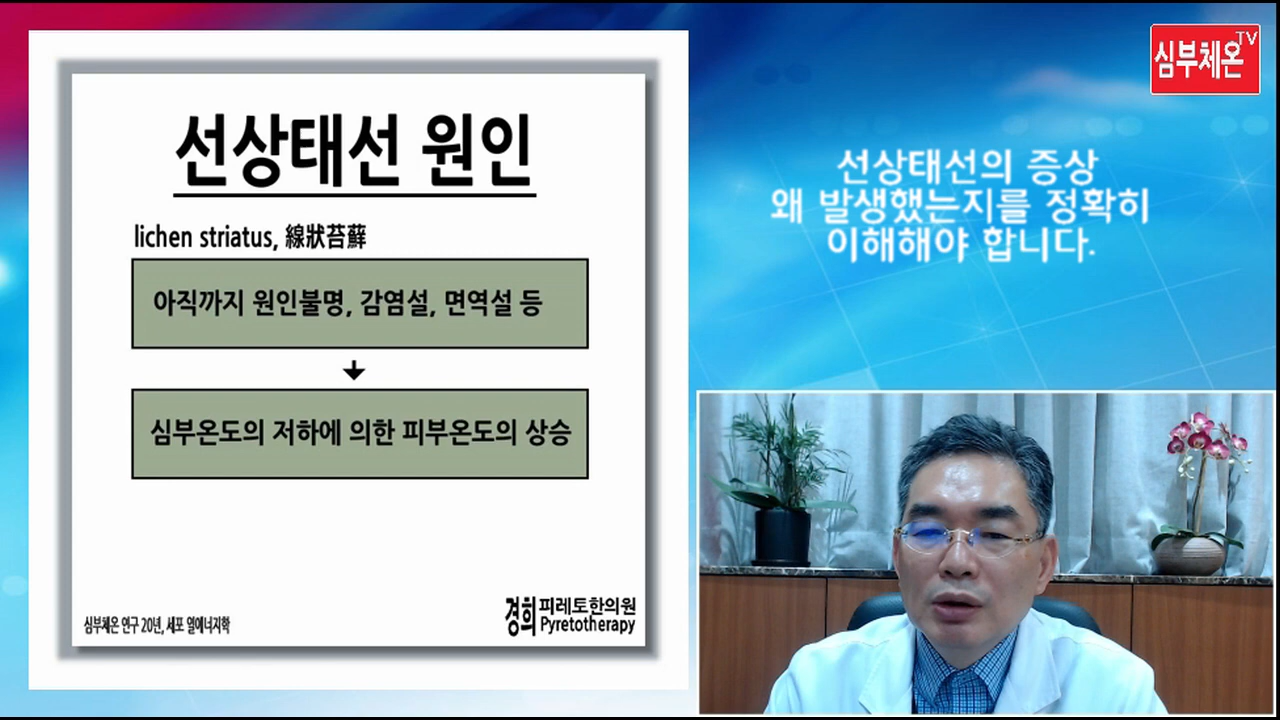 선상태선 원인
lichen striatus, 線狀苔蘚
아직까지 원인불명, 감염설, 면역설 등
심부온도의 저하에 의한 피부온도의 상승
심부체온 연구 20년, 세포 열에너지학
경희 피레토한의원
Pyretotherapy
심부체온 TV
선상태선의 증상
왜 발생했는지를 정확히
이해해야 합니다.